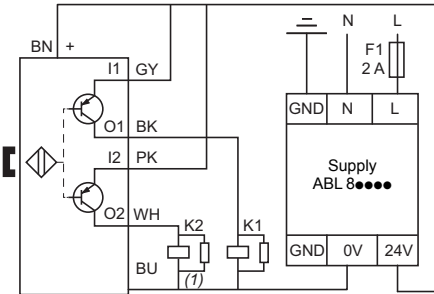 BN +
N L
I1 GY
F1
2 A
GND N L
O1 BK
I2 PK
Supply
ABL 8●●●●
O2 WH
K2 K1
GND 0V 24V
BU
(1)